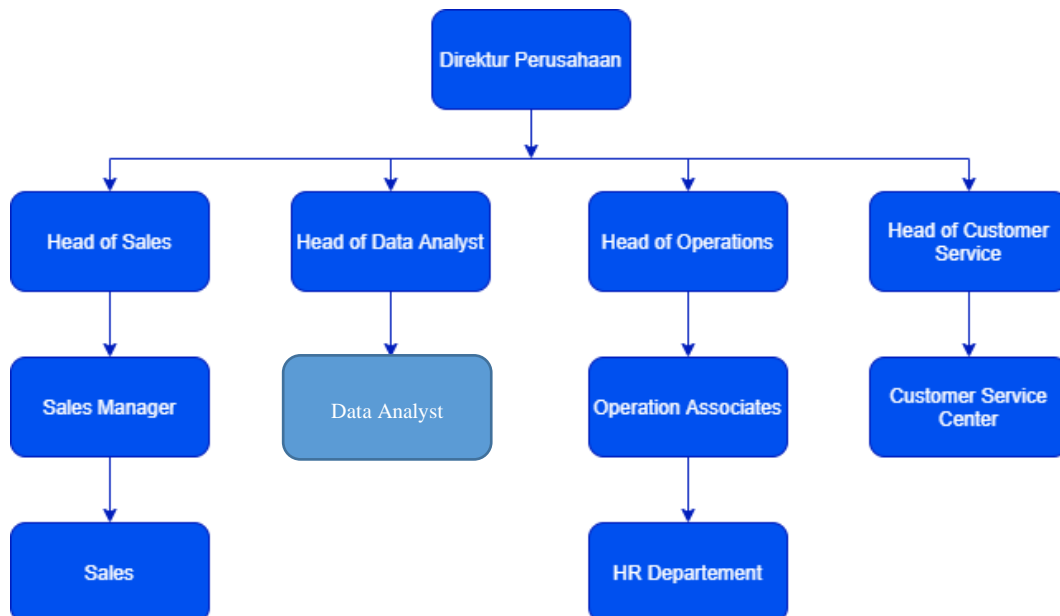 Direktur Perusahaan
Head of Sales
Head of Data Analyst
Head of Operations
Head of Customer
Service
Sales Manager
Data Analyst
Operation Associates
Customer Service
Center
Sales
HR Departement